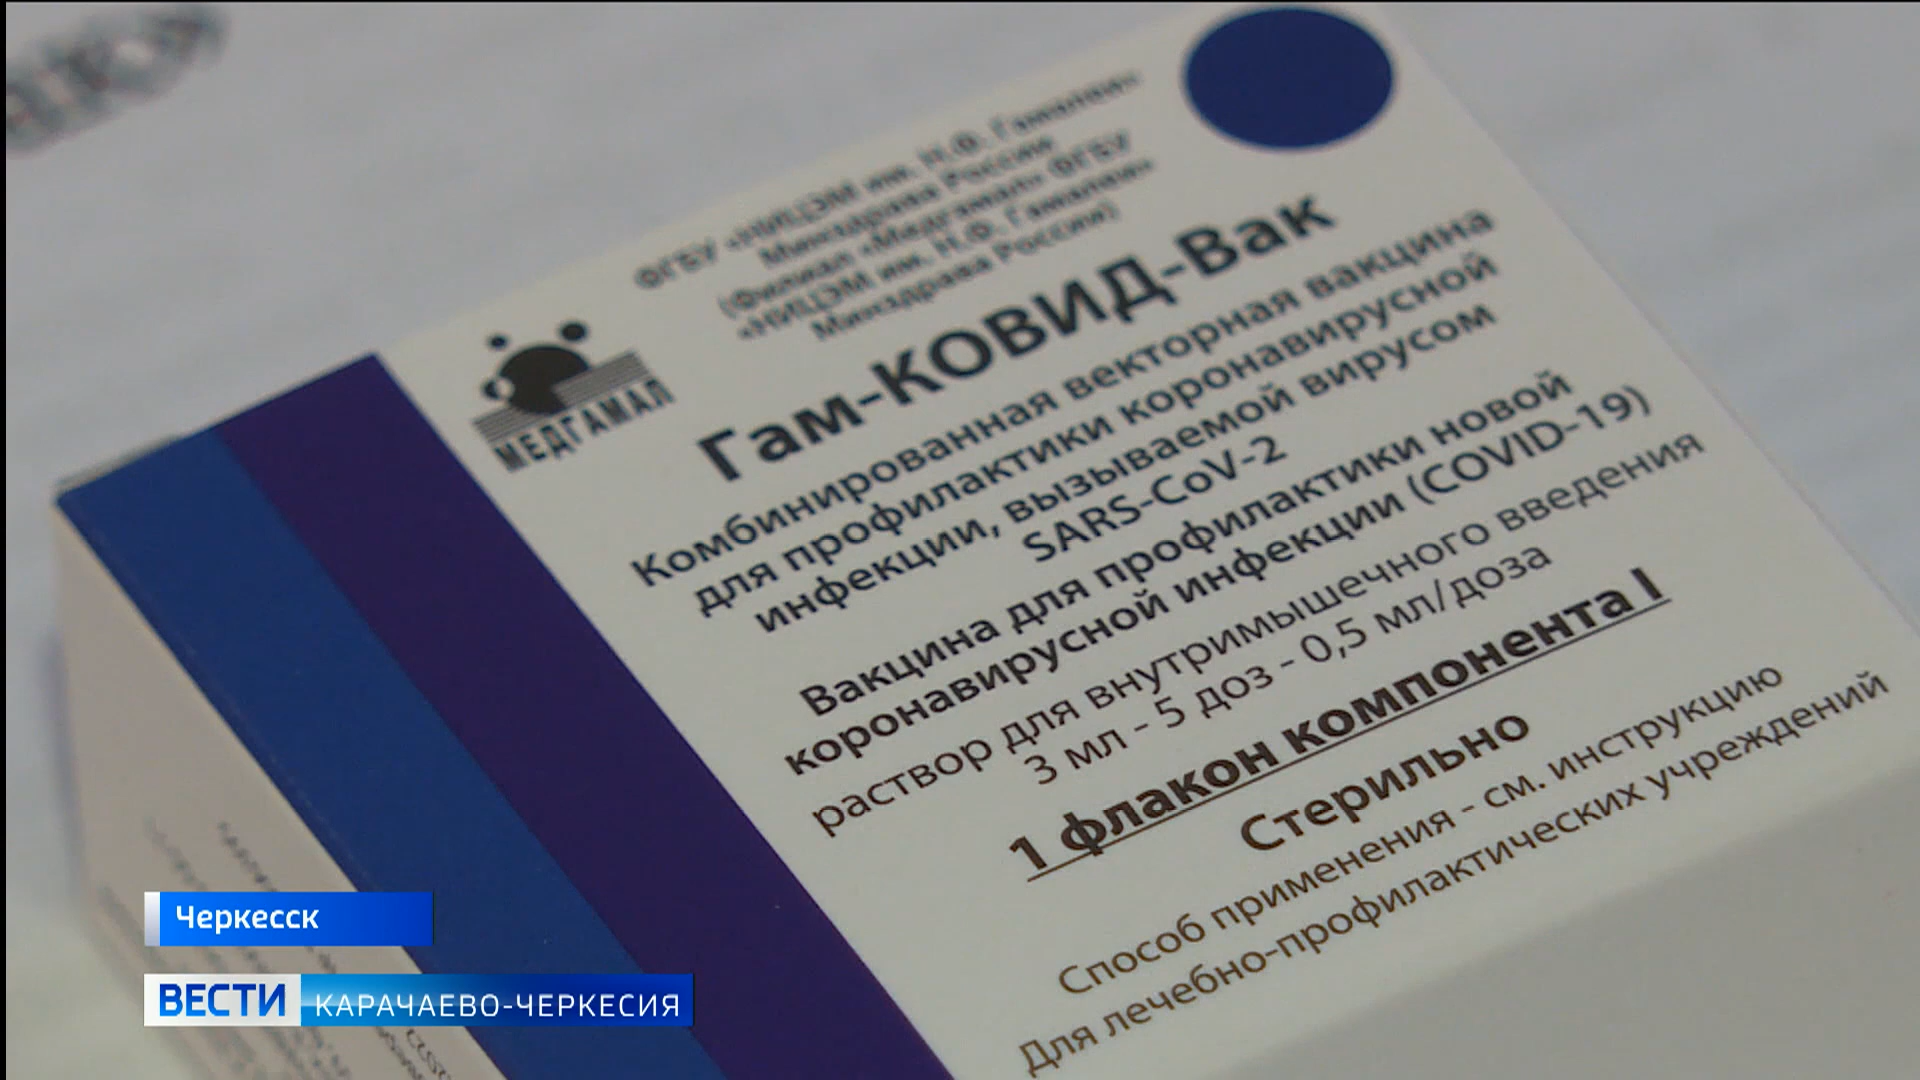 ФГБУ «НИЦЭМ им. Н.Ф. Гамалеи»
Минздрава России
(Филиал «Медгамал» ФГБУ
«НИЦЭМ им. Н.Ф. Гамалеи»
Минздрава России)
МЕДГАМАЛ
Гам-КОВИД-Вак
Комбинированная векторная вакцина
для профилактики коронавирусной
инфекции, вызываемой вирусом
SARS-CoV-2
Вакцина для профилактики новой
коронавирусной инфекции (COVID-19)
раствор для внутримышечного введения
3 мл - 5 доз - 0,5 мл/доза
1 флакон компонента I
Стерильно
Способ применения - см. инструкцию
Для лечебно-профилактических учреждений
Черкесск
ВЕСТИ КАРАЧАЕВО-ЧЕРКЕСИЯ